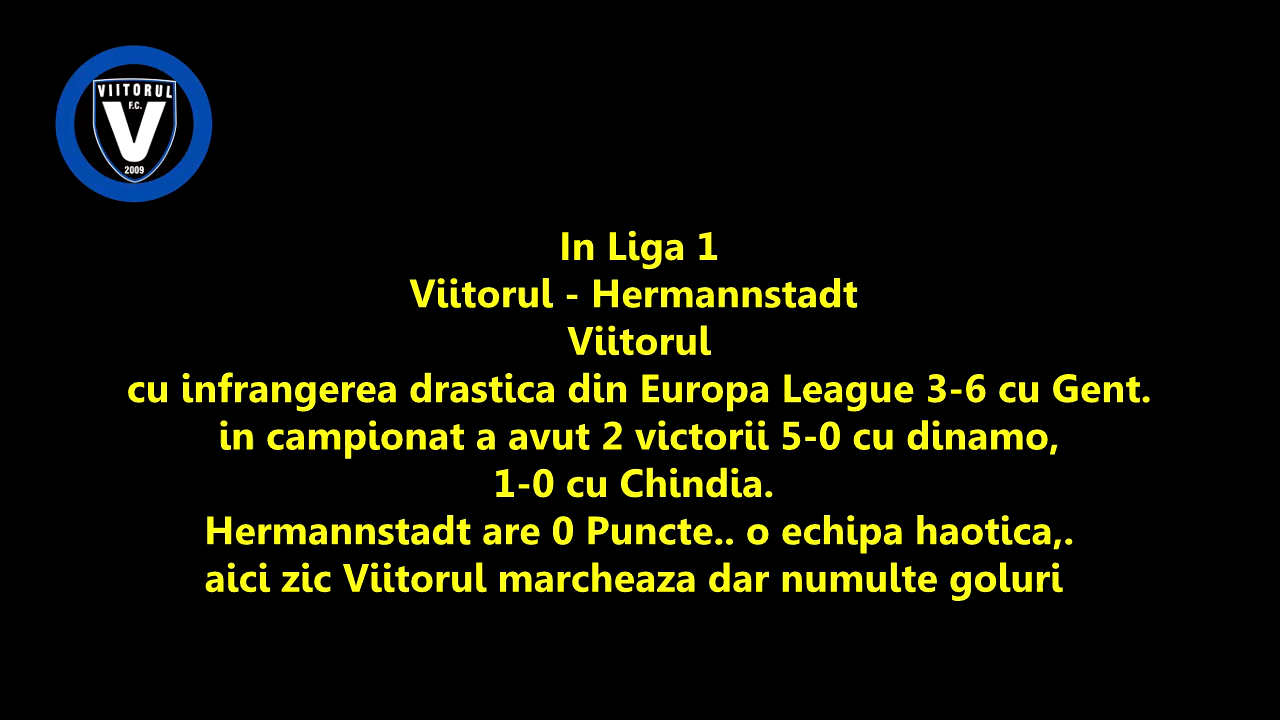 VIITORUL
F.C.
V
2009
In Liga 1
Viitorul - Hermannstadt
Viitorul
cu infrangerea drastica din Europa League 3-6 cu Gent.
in campionat a avut 2 victorii 5-0 cu dinamo,
1-0 cu Chindia.
Hermannstadt are 0 Puncte.. o echipa haotica,.
aici zic Viitorul marcheaza dar numulte goluri